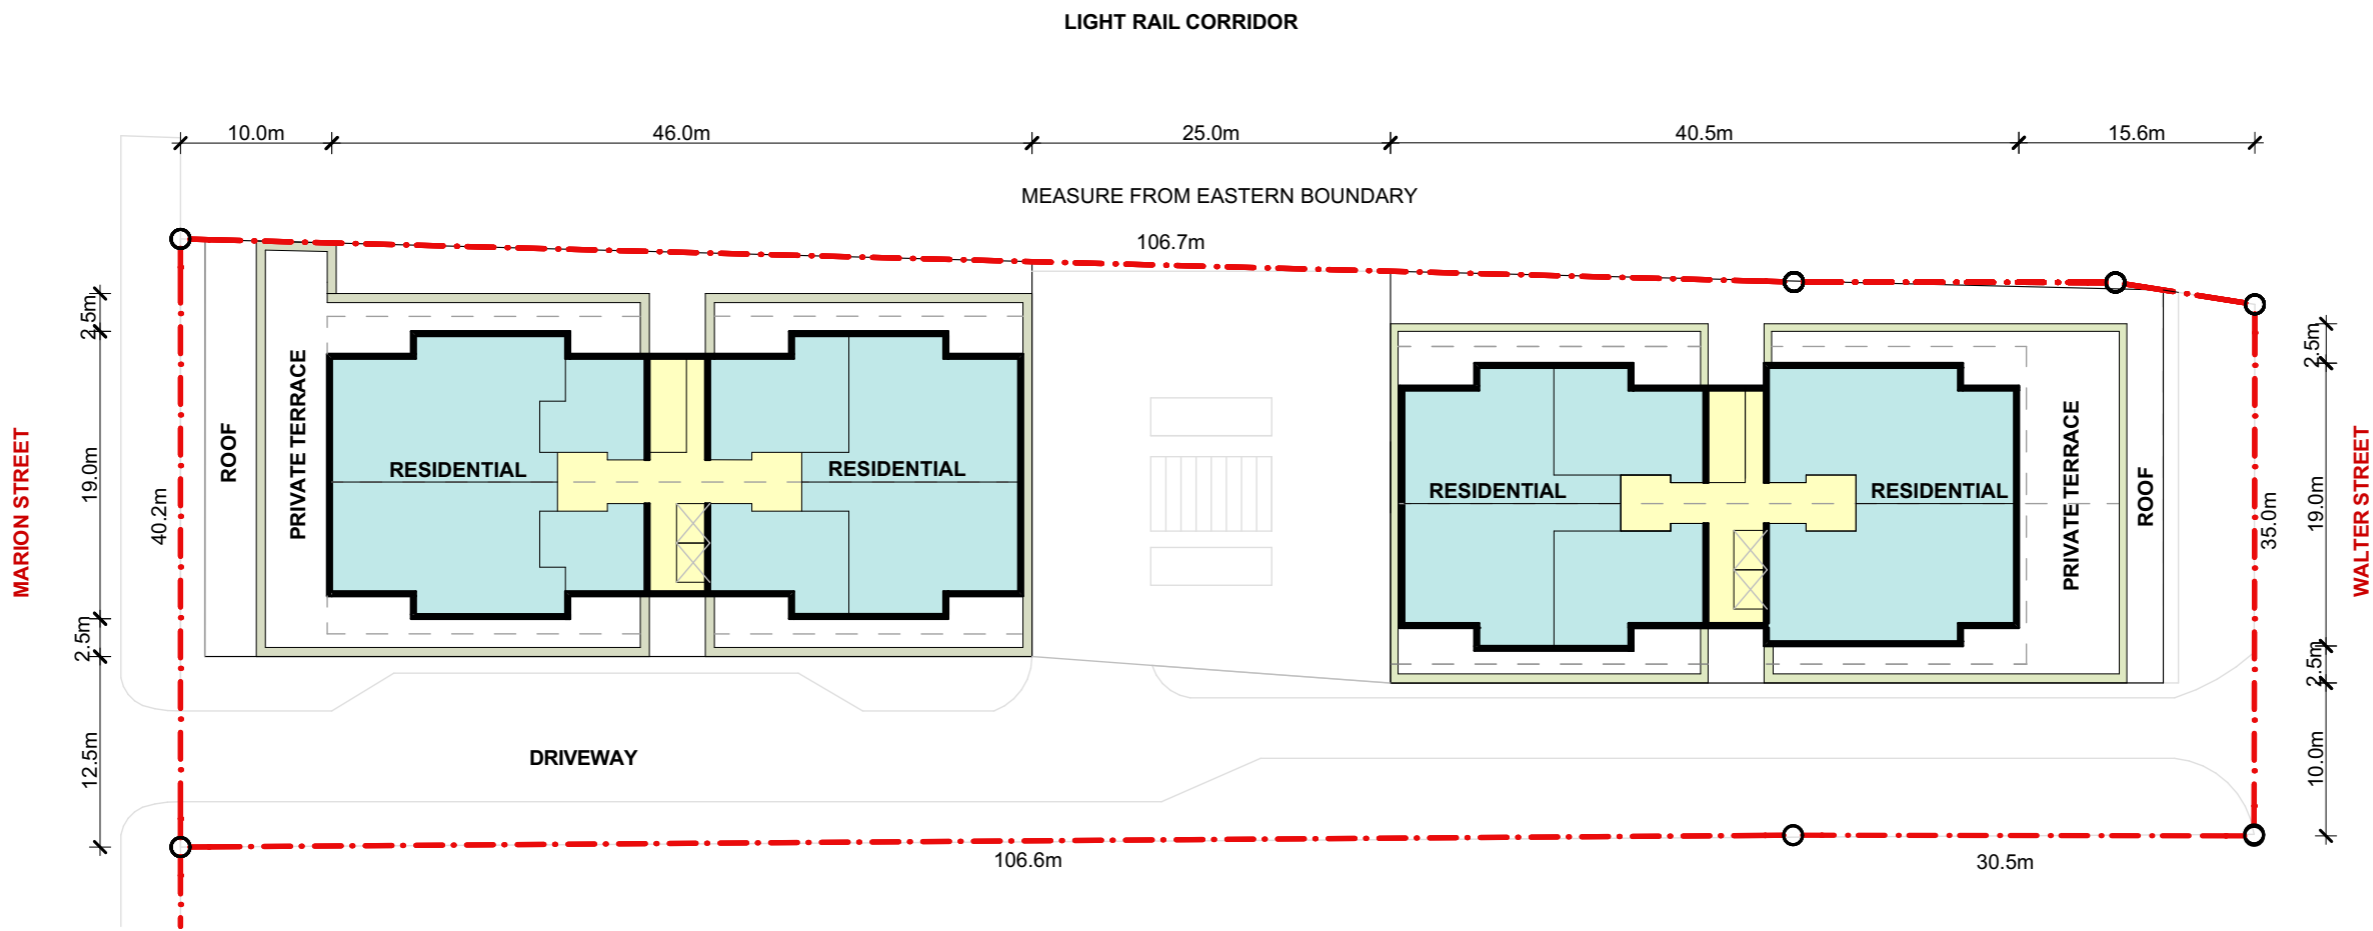 LIGHT RAIL CORRIDOR
10.0m
46.0m
25.0m
40.5m
15.6m
MEASURE FROM EASTERN BOUNDARY
106.7m
MARION STREET
2.5m
19.0m
2.5m
12.5m
40.2m
ROOF
PRIVATE TERRACE
RESIDENTIAL
RESIDENTIAL
RESIDENTIAL
RESIDENTIAL
PRIVATE TERRACE
ROOF
35.0m
2.5m
19.0m
2.5m
10.0m
WALTER STREET
DRIVEWAY
106.6m
30.5m